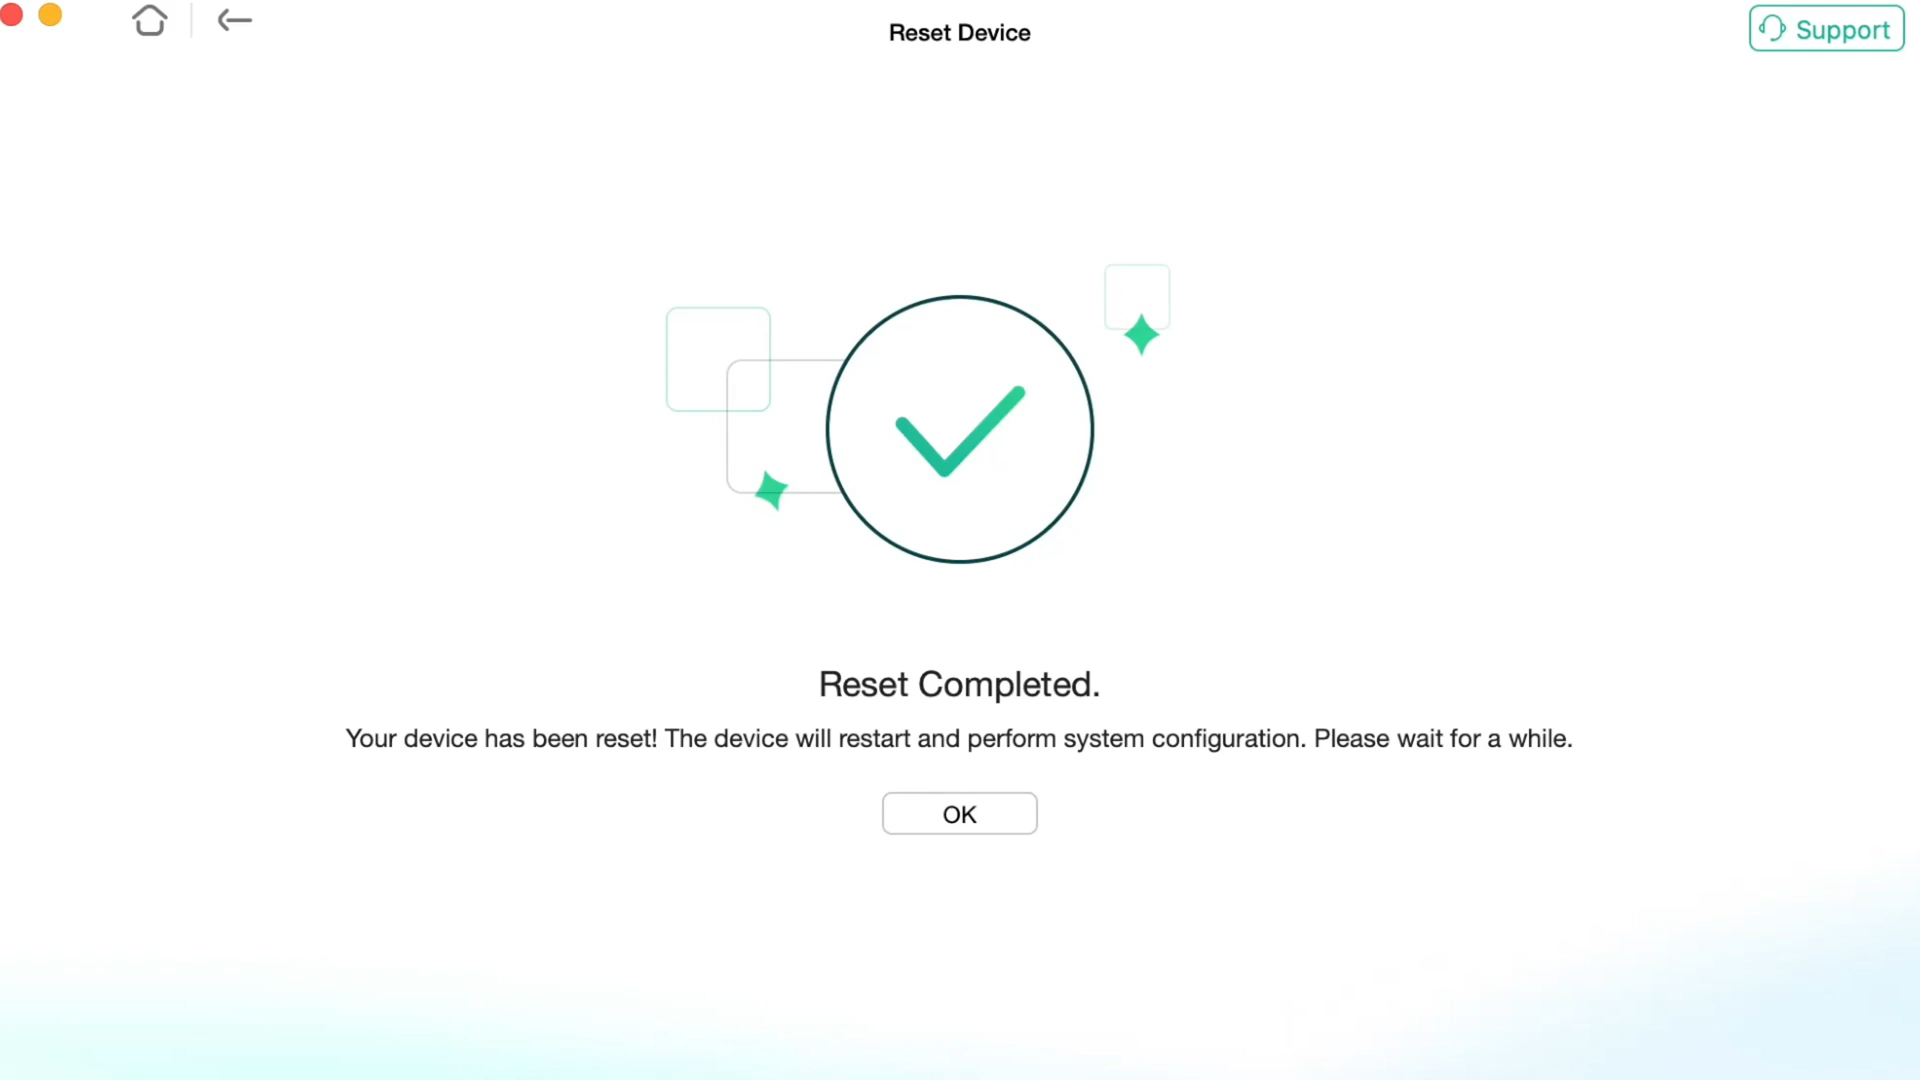 Reset Device
Support
Reset Completed.
Your device has been reset! The device will restart and perform system configuration. Please wait for a while.
OK